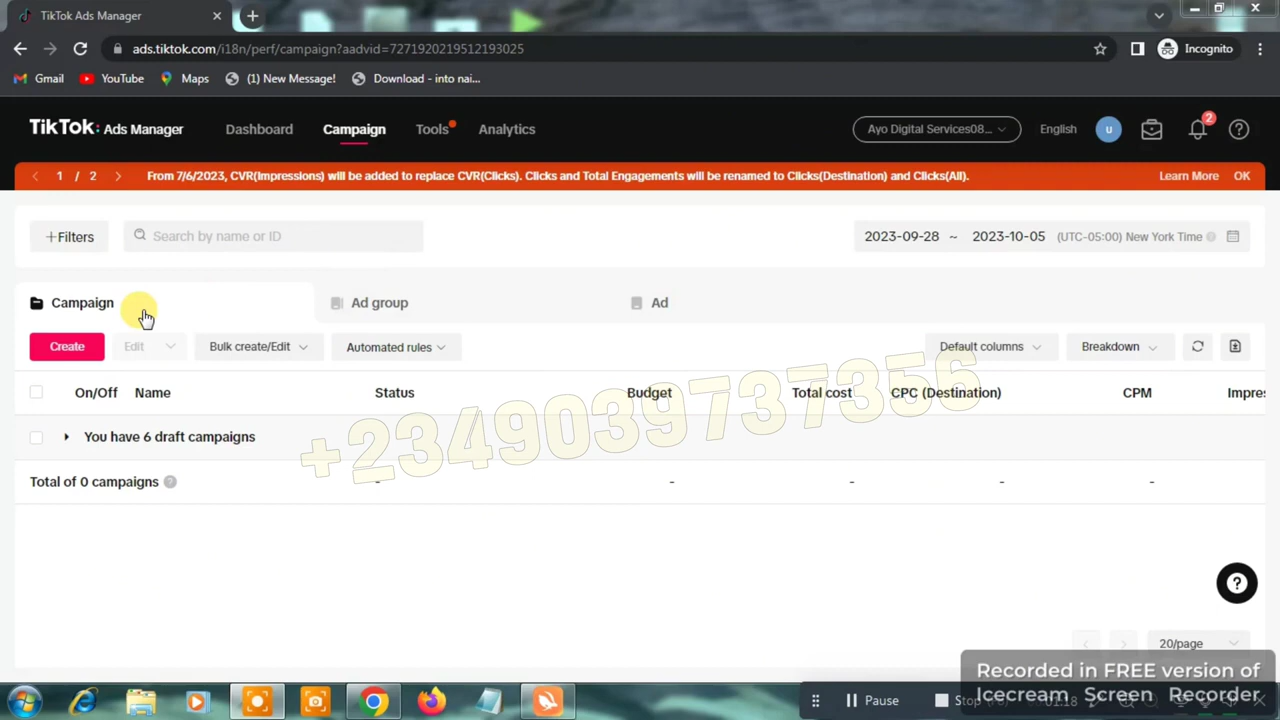 TikTok Ads Manager
ads.tiktok.com/i18n/perf/campaign?aadvid=7271920219512193025
Incognito
Gmail YouTube Maps (1) New Message! Download - into nai...
TikTok: Ads Manager Dashboard Campaign Tools Analytics Ayo Digital Services08... English u 2
1 / 2 From 7/6/2023, CVR(Impressions) will be added to replace CVR(Clicks). Clicks and Total Engagements will be renamed to Clicks(Destination) and Clicks(All). Learn More OK
+Filters Search by name or ID 2023-09-28 ~ 2023-10-05 (UTC-05:00) New York Time
Campaign Ad group Ad
Create Edit Bulk create/Edit Automated rules Default columns Breakdown
On/Off Name Status Budget Total cost CPC (Destination) CPM Impres
You have 6 draft campaigns
+2349039737356
Total of 0 campaigns - - - - -
20/page
Recorded in FREE version of
Icecream Screen Recorder
Pause